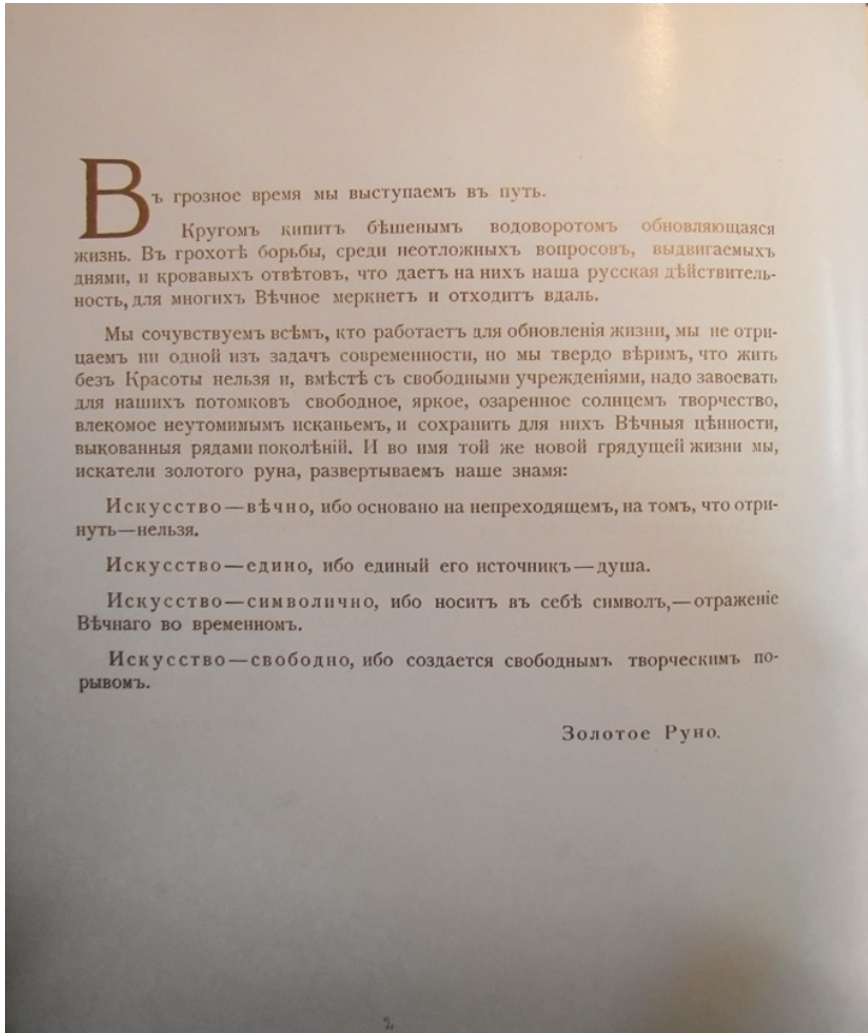 Въ грозное время мы выступаемъ въ путь.
Кругомъ кипитъ бѣшенымъ водоворотомъ обновляющаяся
жизнь. Въ грохотѣ борьбы, среди неотложныхъ вопросовъ, выдвигаемыхъ
днями, и кровавыхъ отвѣтовъ, что даетъ на нихъ наша русская дѣйствитель-
ность, для многихъ Вѣчное меркнетъ и отходитъ вдаль.
Мы сочувствуемъ всѣмъ, кто работаетъ для обновленія жизни, мы не отри-
цаемъ ни одной изъ задачъ современности, но мы твердо вѣримъ, что жить
безъ Красоты нельзя и, вмѣстѣ съ свободными учрежденіями, надо завоевать
для нашихъ потомковъ свободное, яркое, озаренное солнцемъ творчество,
влекомое неутомимымъ исканьемъ, и сохранить для нихъ Вѣчныя цѣнности,
выкованныя рядами поколѣній. И во имя той же новой грядущей жизни мы,
искатели золотого руна, развертываемъ наше знамя:
Искусство—вѣчно, ибо основано на непреходящемъ, на томъ, что отри-
нуть—нельзя.
Искусство—едино, ибо единый его источникъ—душа.
Искусство—символично, ибо носитъ въ себѣ символъ,—отраженіе
Вѣчнаго во временномъ.
Искусство—свободно, ибо создается свободнымъ творческимъ по-
рывомъ.
Золотое Руно.
2